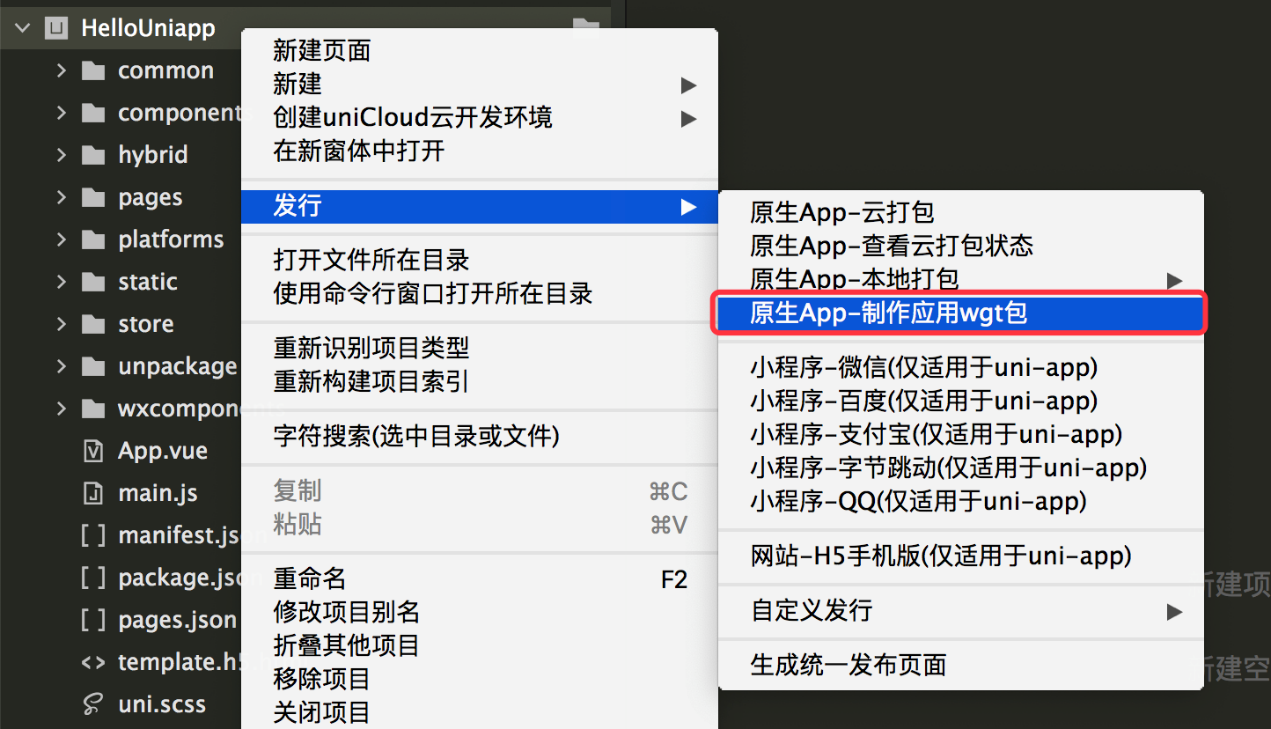 HelloUniapp
common
component
hybrid
pages
platforms
static
store
unpackage
wxcomponents
App.vue
main.js
manifest.json
package.json
pages.json
template.h5.h
uni.scss
新建页面
新建
创建uniCloud云开发环境
在新窗体中打开
发行
打开文件所在目录
使用命令行窗口打开所在目录
重新识别项目类型
重新构建项目索引
字符搜索(选中目录或文件)
复制 ⌘C
粘贴 ⌘V
重命名 F2
修改项目别名
折叠其他项目
移除项目
关闭项目
原生App-云打包
原生App-查看云打包状态
原生App-本地打包
原生App-制作应用wgt包
小程序-微信(仅适用于uni-app)
小程序-百度(仅适用于uni-app)
小程序-支付宝(仅适用于uni-app)
小程序-字节跳动(仅适用于uni-app)
小程序-QQ(仅适用于uni-app)
网站-H5手机版(仅适用于uni-app)
自定义发行
生成统一发布页面
新建项
新建空